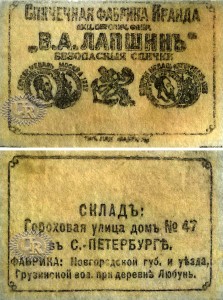 СПИЧЕЧНАЯ ФАБРИКА ИРАИДА
„В.А.ЛАПШИНЪ“
БЕЗОПАСНЫЯ СПИЧКИ
СКЛАДЪ:
Гороховая улица домъ № 47
въ С.-ПЕТЕРБУРГѢ.
ФАБРИКА: Новгородской губ. и уѣзда,
Грузинской вол. при деревнѣ Любунь.